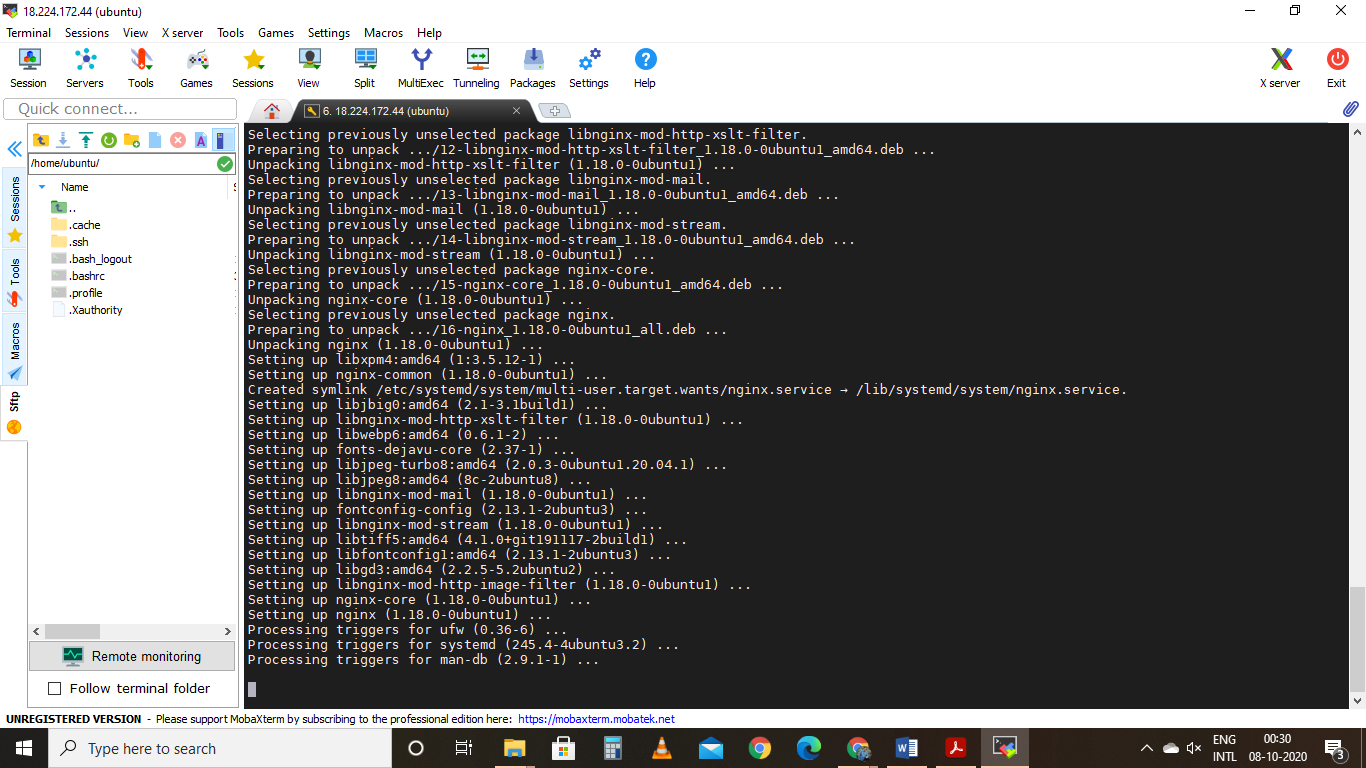 18.224.172.44 (ubuntu)
Terminal Sessions View X server Tools Games Settings Macros Help
Session Servers Tools Games Sessions View Split MultiExec Tunneling Packages Settings Help X server Exit
Quick connect...
6. 18.224.172.44 (ubuntu)
/home/ubuntu/
Name
..
.cache
.ssh
.bash_logout
.bashrc
.profile
.Xauthority
Sessions
Tools
Macros
Sftp
Remote monitoring
Follow terminal folder
Selecting previously unselected package libnginx-mod-http-xslt-filter.
Preparing to unpack .../12-libnginx-mod-http-xslt-filter_1.18.0-0ubuntu1_amd64.deb ...
Unpacking libnginx-mod-http-xslt-filter (1.18.0-0ubuntu1) ...
Selecting previously unselected package libnginx-mod-mail.
Preparing to unpack .../13-libnginx-mod-mail_1.18.0-0ubuntu1_amd64.deb ...
Unpacking libnginx-mod-mail (1.18.0-0ubuntu1) ...
Selecting previously unselected package libnginx-mod-stream.
Preparing to unpack .../14-libnginx-mod-stream_1.18.0-0ubuntu1_amd64.deb ...
Unpacking libnginx-mod-stream (1.18.0-0ubuntu1) ...
Selecting previously unselected package nginx-core.
Preparing to unpack .../15-nginx-core_1.18.0-0ubuntu1_amd64.deb ...
Unpacking nginx-core (1.18.0-0ubuntu1) ...
Selecting previously unselected package nginx.
Preparing to unpack .../16-nginx_1.18.0-0ubuntu1_all.deb ...
Unpacking nginx (1.18.0-0ubuntu1) ...
Setting up libxpm4:amd64 (1:3.5.12-1) ...
Setting up nginx-common (1.18.0-0ubuntu1) ...
Created symlink /etc/systemd/system/multi-user.target.wants/nginx.service → /lib/systemd/system/nginx.service.
Setting up libjbig0:amd64 (2.1-3.1build1) ...
Setting up libnginx-mod-http-xslt-filter (1.18.0-0ubuntu1) ...
Setting up libwebp6:amd64 (0.6.1-2) ...
Setting up fonts-dejavu-core (2.37-1) ...
Setting up libjpeg-turbo8:amd64 (2.0.3-0ubuntu1.20.04.1) ...
Setting up libjpeg8:amd64 (8c-2ubuntu8) ...
Setting up libnginx-mod-mail (1.18.0-0ubuntu1) ...
Setting up fontconfig-config (2.13.1-2ubuntu3) ...
Setting up libnginx-mod-stream (1.18.0-0ubuntu1) ...
Setting up libtiff5:amd64 (4.1.0+git191117-2build1) ...
Setting up libfontconfig1:amd64 (2.13.1-2ubuntu3) ...
Setting up libgd3:amd64 (2.2.5-5.2ubuntu2) ...
Setting up libnginx-mod-http-image-filter (1.18.0-0ubuntu1) ...
Setting up nginx-core (1.18.0-0ubuntu1) ...
Setting up nginx (1.18.0-0ubuntu1) ...
Processing triggers for ufw (0.36-6) ...
Processing triggers for systemd (245.4-4ubuntu3.2) ...
Processing triggers for man-db (2.9.1-1) ...
UNREGISTERED VERSION - Please support MobaXterm by subscribing to the professional edition here: https://mobaxterm.mobatek.net
Type here to search
ENG
INTL
00:30
08-10-2020
3